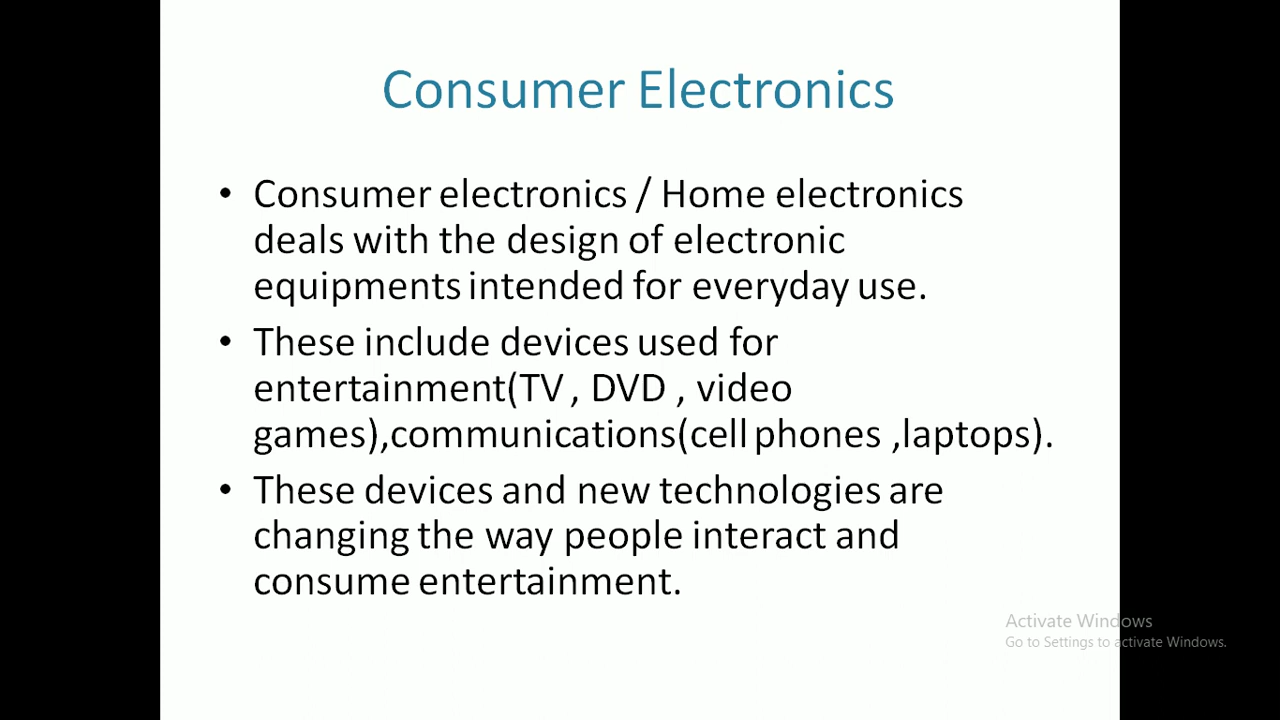 Consumer Electronics
• Consumer electronics / Home electronics
deals with the design of electronic
equipments intended for everyday use.
• These include devices used for
entertainment(TV , DVD , video
games),communications(cell phones ,laptops).
• These devices and new technologies are
changing the way people interact and
consume entertainment.
Activate Windows
Go to Settings to activate Windows.